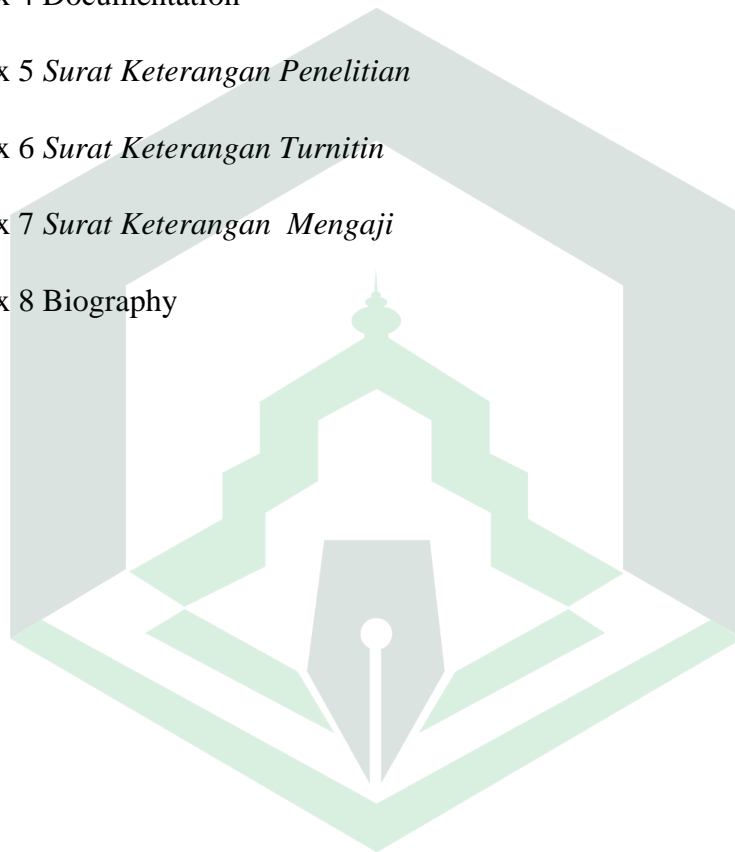 x 4 Documentation
x 5 Surat Keterangan Penelitian
x 6 Surat Keterangan Turnitin
x 7 Surat Keterangan Mengaji
x 8 Biography